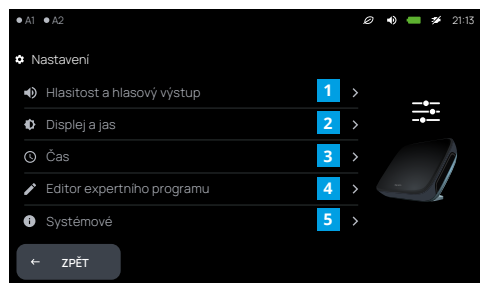 A1 A2 21:13
Nastavení
Hlasitost a hlasový výstup 1
Displej a jas 2
Čas 3
Editor expertního programu 4
Systémové 5
← ZPĚT